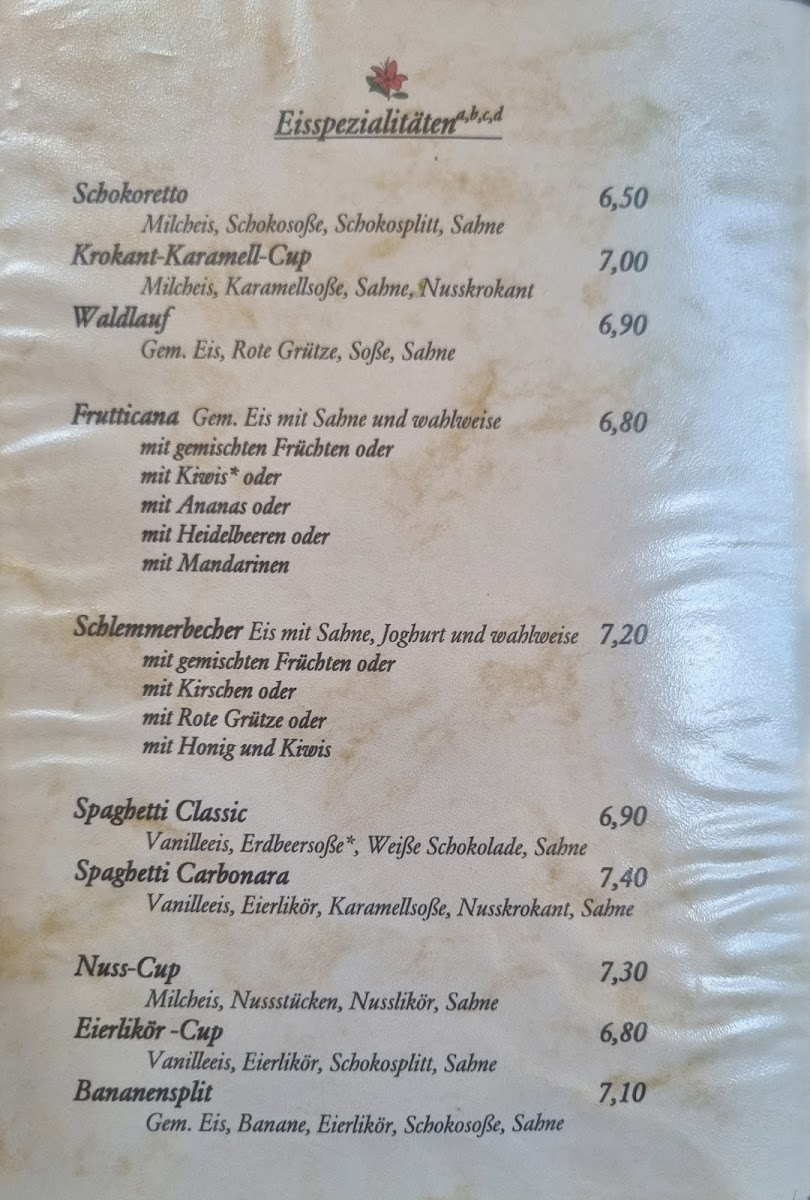 Eisspezialitäten a,b,c,d
Schokoretto 6,50
Milcheis, Schokosoße, Schokosplitt, Sahne
Krokant-Karamell-Cup 7,00
Milcheis, Karamellsoße, Sahne, Nusskrokant
Waldlauf 6,90
Gem. Eis, Rote Grütze, Soße, Sahne
Frutticana Gem. Eis mit Sahne und wahlweise 6,80
mit gemischten Früchten oder
mit Kiwis* oder
mit Ananas oder
mit Heidelbeeren oder
mit Mandarinen
Schlemmerbecher Eis mit Sahne, Joghurt und wahlweise 7,20
mit gemischten Früchten oder
mit Kirschen oder
mit Rote Grütze oder
mit Honig und Kiwis
Spaghetti Classic 6,90
Vanilleeis, Erdbeersoße*, Weiße Schokolade, Sahne
Spaghetti Carbonara 7,40
Vanilleeis, Eierlikör, Karamellsoße, Nusskrokant, Sahne
Nuss-Cup 7,30
Milcheis, Nussstücken, Nusslikör, Sahne
Eierlikör -Cup 6,80
Vanilleeis, Eierlikör, Schokosplitt, Sahne
Bananensplit 7,10
Gem. Eis, Banane, Eierlikör, Schokosoße, Sahne